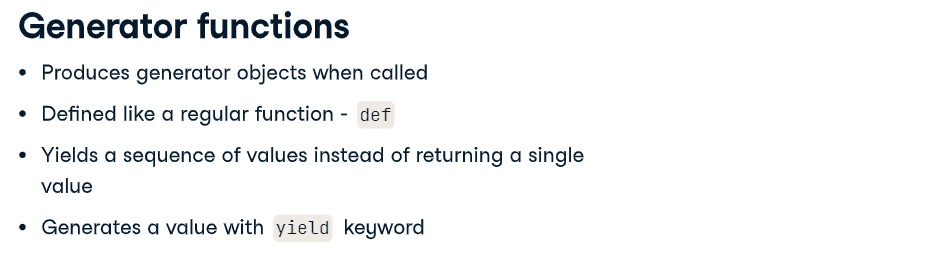 Generator functions
• Produces generator objects when called
• Defined like a regular function - def
• Yields a sequence of values instead of returning a single
value
• Generates a value with yield keyword